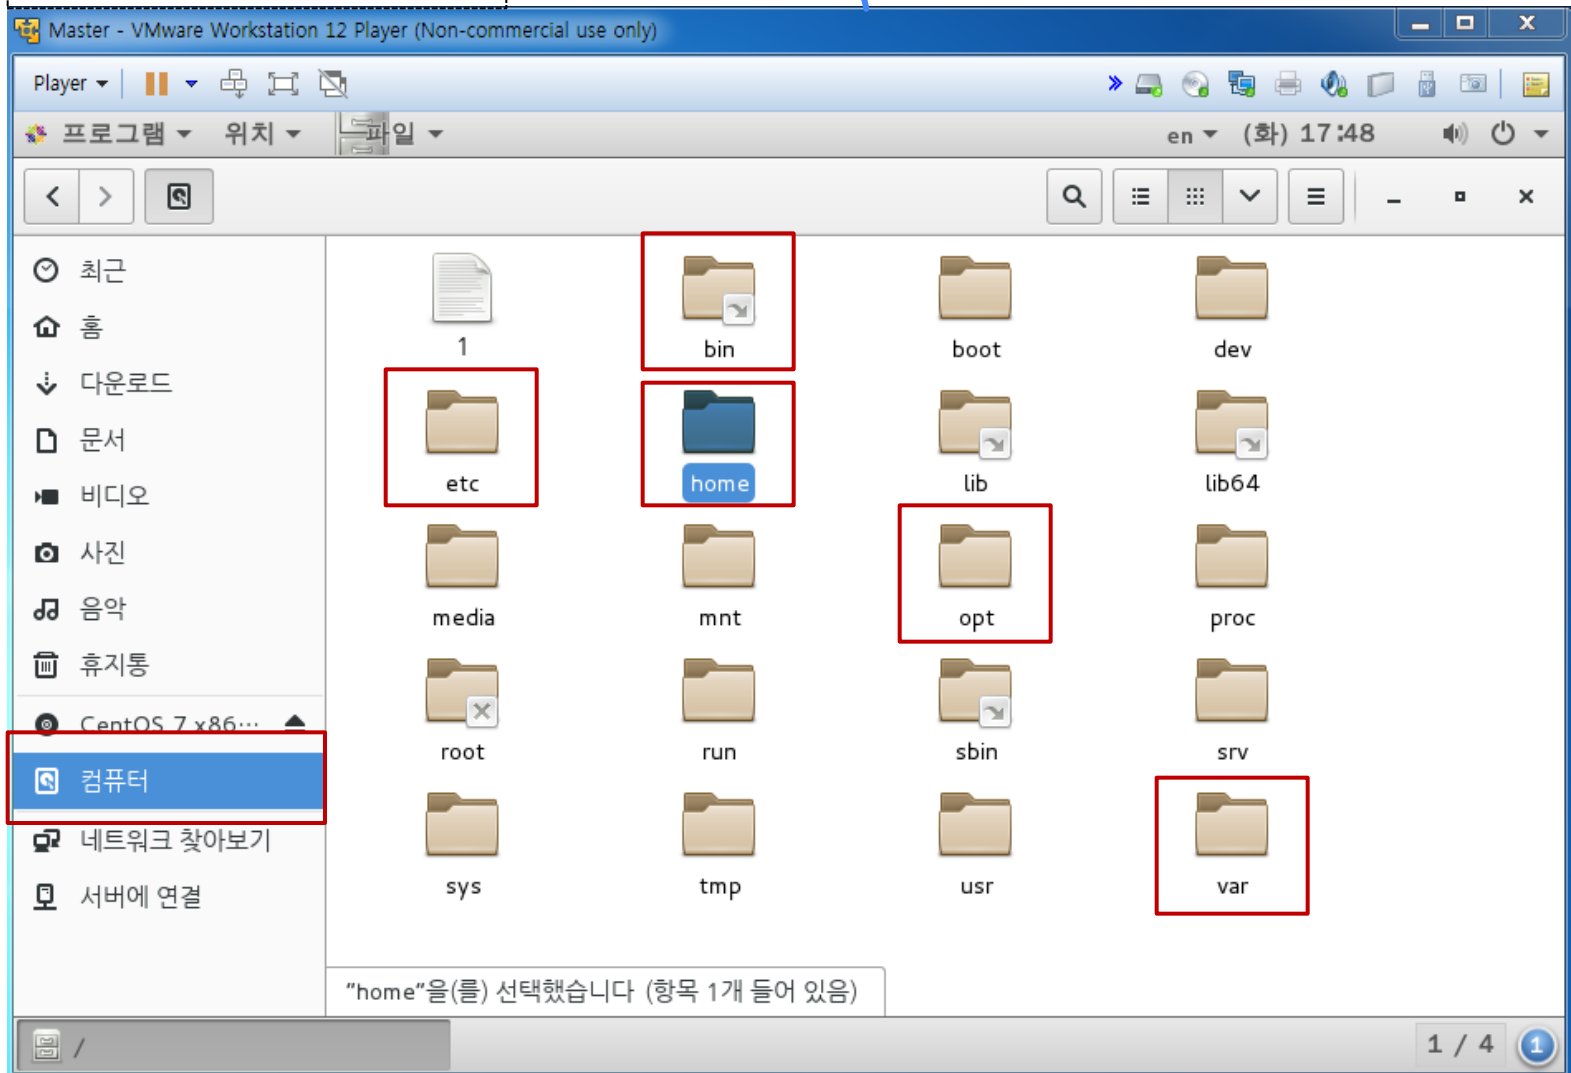 Master - VMware Workstation 12 Player (Non-commercial use only)
Player
프로그램 위치 파일 en (화) 17:48
최근
홈
다운로드
문서
비디오
사진
음악
휴지통
CentOS 7 x86…
컴퓨터
네트워크 찾아보기
서버에 연결
1 bin boot dev
etc home lib lib64
media mnt opt proc
root run sbin srv
sys tmp usr var
"home"을(를) 선택했습니다 (항목 1개 들어 있음)
/ 1 / 4 1